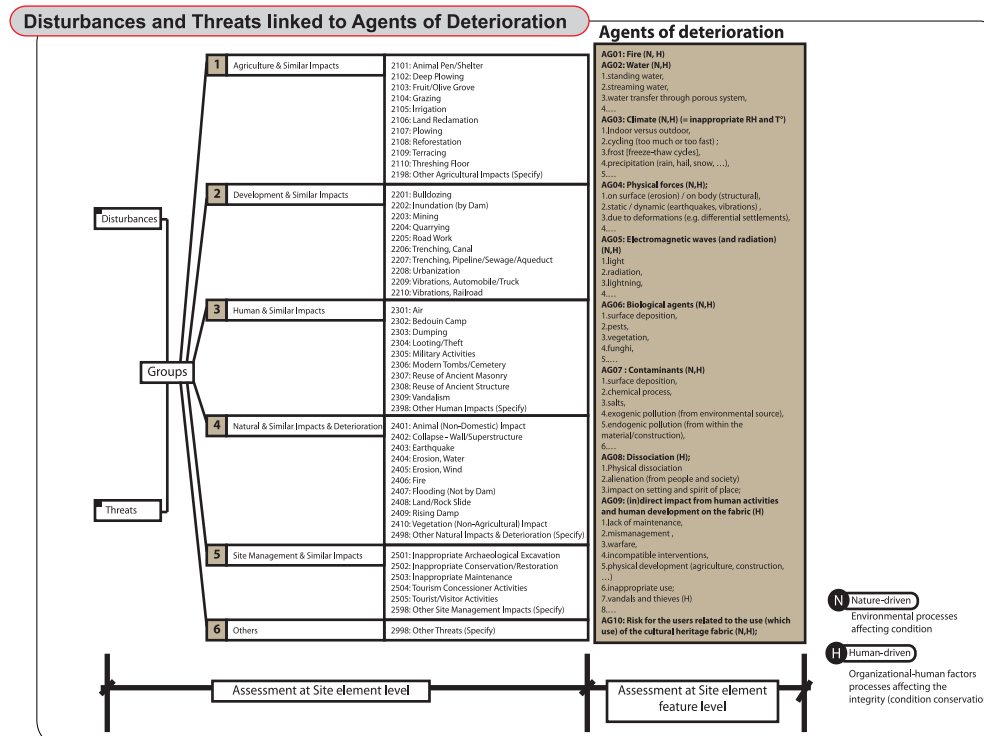 Disturbances and Threats linked to Agents of Deterioration
Disturbances
Groups
Threats
1 Agriculture & Similar Impacts
2101: Animal Pen/Shelter
2102: Deep Plowing
2103: Fruit/Olive Grove
2104: Grazing
2105: Irrigation
2106: Land Reclamation
2107: Plowing
2108: Reforestation
2109: Terracing
2110: Threshing Floor
2198: Other Agricultural Impacts (Specify)
2 Development & Similar Impacts
2201: Bulldozing
2202: Inundation (by Dam)
2203: Mining
2204: Quarrying
2205: Road Work
2206: Trenching, Canal
2207: Trenching, Pipeline/Sewage/Aqueduct
2208: Urbanization
2209: Vibrations, Automobile/Truck
2210: Vibrations, Railroad
3 Human & Similar Impacts
2301: Air
2302: Bedouin Camp
2303: Dumping
2304: Looting/Theft
2305: Military Activities
2306: Modern Tombs/Cemetery
2307: Reuse of Ancient Masonry
2308: Reuse of Ancient Structure
2309: Vandalism
2398: Other Human Impacts (Specify)
4 Natural & Similar Impacts & Deterioration
2401: Animal (Non-Domestic) Impact
2402: Collapse - Wall/Superstructure
2403: Earthquake
2404: Erosion, Water
2405: Erosion, Wind
2406: Fire
2407: Flooding (Not by Dam)
2408: Land/Rock Slide
2409: Rising Damp
2410: Vegetation (Non-Agricultural) Impact
2498: Other Natural Impacts & Deterioration (Specify)
5 Site Management & Similar Impacts
2501: Inappropriate Archaeological Excavation
2502: Inappropriate Conservation/Restoration
2503: Inappropriate Maintenance
2504: Tourism Concessioner Activities
2505: Tourist/Visitor Activities
2598: Other Site Management Impacts (Specify)
6 Others
2998: Other Threats (Specify)
Agents of deterioration
AG01: Fire (N, H)
AG02: Water (N,H)
1.standing water,
2.streaming water,
3.water transfer through porous system,
4....
AG03: Climate (N,H) (= inappropriate RH and T°)
1.Indoor versus outdoor,
2.cycling (too much or too fast) ;
3.frost [freeze-thaw cycles],
4.precipitation (rain, hail, snow, …),
5....
AG04: Physical forces (N,H);
1.on surface (erosion) / on body (structural),
2.static / dynamic (earthquakes, vibrations) ,
3.due to deformations (e.g. differential settlements),
4....
AG05: Electromagnetic waves (and radiation)
(N,H)
1.light
2.radiation,
3.lightning,
4....
AG06: Biological agents (N,H)
1.surface deposition,
2.pests,
3.vegetation,
4.funghi,
5....
AG07 : Contaminants (N,H)
1.surface deposition,
2.chemical process,
3.salts,
4.exogenic pollution (from environmental source),
5.endogenic pollution (from within the
material/construction),
6....
AG08: Dissociation (H);
1.Physical dissociation
2.alienation (from people and society)
3.impact on setting and spirit of place;
AG09: (in)direct impact from human activities
and human development on the fabric (H)
1.lack of maintenance,
2.mismanagement ,
3.warfare,
4.incompatible interventions,
5.physical development (agriculture, construction,
…)
6.inappropriate use;
7.vandals and thieves (H)
8....
AG10: Risk for the users related to the use (which
use) of the cultural heritage fabric (N,H);
N Nature-driven
Environmental processes
affecting condition
H Human-driven
Organizational-human factors
processes affecting the
integrity (condition conservatio
Assessment at Site element level
Assessment at Site element
feature level